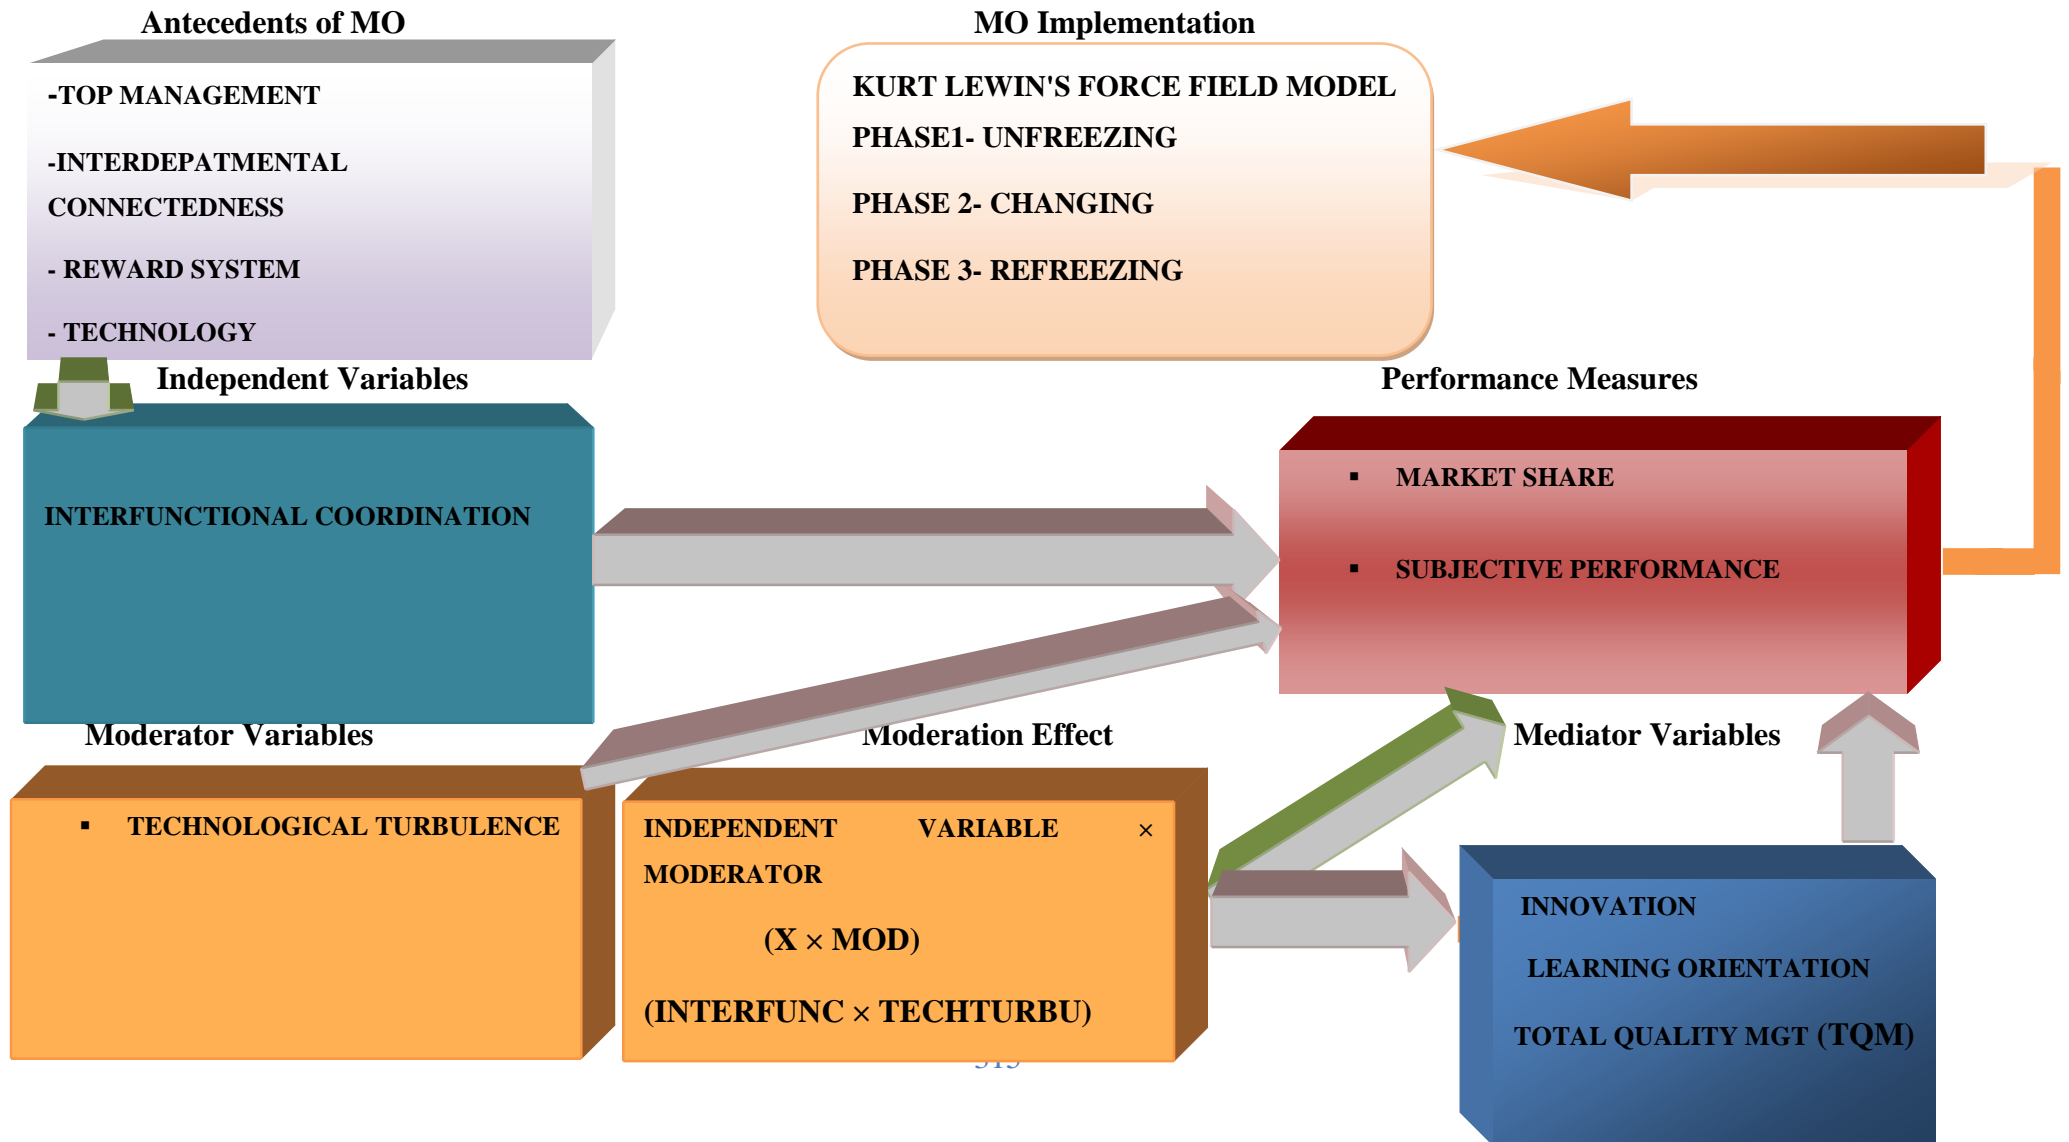 Antecedents of MO
-TOP MANAGEMENT
-INTERDEPATMENTAL
CONNECTEDNESS
- REWARD SYSTEM
- TECHNOLOGY
MO Implementation
KURT LEWIN'S FORCE FIELD MODEL
PHASE1- UNFREEZING
PHASE 2- CHANGING
PHASE 3- REFREEZING
Independent Variables
INTERFUNCTIONAL COORDINATION
Performance Measures
▪ MARKET SHARE
▪ SUBJECTIVE PERFORMANCE
Moderator Variables
▪ TECHNOLOGICAL TURBULENCE
Moderation Effect
INDEPENDENT VARIABLE ×
MODERATOR
(X × MOD)
(INTERFUNC × TECHTURBU)
Mediator Variables
INNOVATION
LEARNING ORIENTATION
TOTAL QUALITY MGT (TQM)